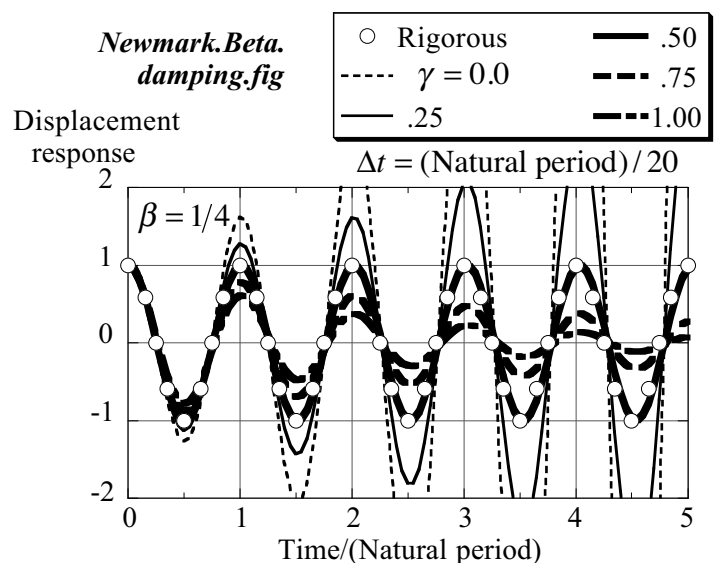 Newmark.Beta.
damping.fig
Rigorous
γ = 0.0
.25
.50
.75
1.00
Displacement
response
Δt = (Natural period) / 20
β = 1/4
2
1
0
-1
-2
0 1 2 3 4 5
Time/(Natural period)